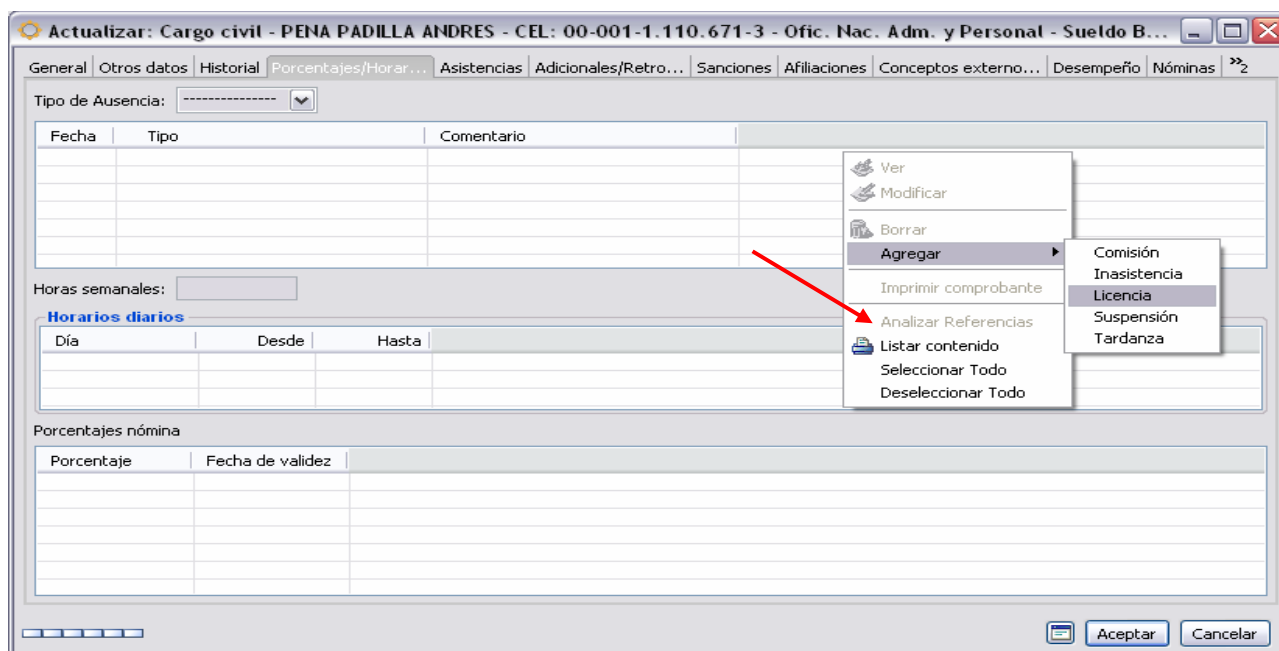 Actualizar: Cargo civil - PENA PADILLA ANDRES - CEL: 00-001-1.110.671-3 - Ofic. Nac. Adm. y Personal - Sueldo B...
General Otros datos Historial Porcentajes/Horar... Asistencias Adicionales/Retro... Sanciones Afiliaciones Conceptos externo... Desempeño Nóminas »2
Tipo de Ausencia: ---------------
Fecha Tipo Comentario
Ver
Modificar
Borrar
Agregar
Imprimir comprobante
Analizar Referencias
Listar contenido
Seleccionar Todo
Deseleccionar Todo
Comisión
Inasistencia
Licencia
Suspensión
Tardanza
Horas semanales:
Horarios diarios
Día Desde Hasta
Porcentajes nómina
Porcentaje Fecha de validez
Aceptar Cancelar